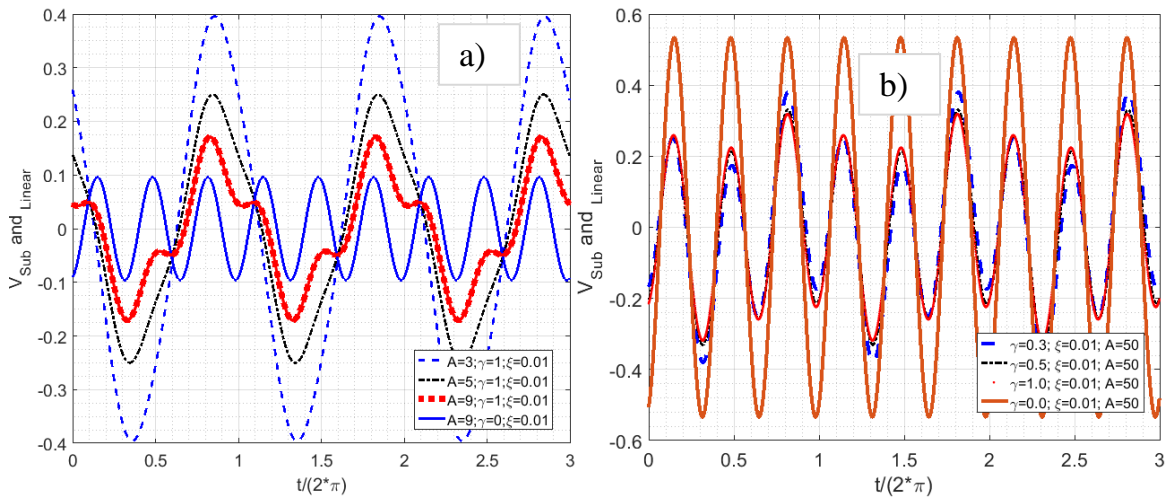 a)
0.4
0.3
0.2
0.1
0
-0.1
-0.2
-0.3
-0.4
V_Sub and _Linear
0 0.5 1 1.5 2 2.5 3
t/(2*π)
A=3;γ=1;ξ=0.01
A=5;γ=1;ξ=0.01
A=9;γ=1;ξ=0.01
A=9;γ=0;ξ=0.01
b)
0.6
0.4
0.2
0
-0.2
-0.4
-0.6
V_Sub and _Linear
0 0.5 1 1.5 2 2.5 3
t/(2*π)
γ=0.3; ξ=0.01; A=50
γ=0.5; ξ=0.01; A=50
γ=1.0; ξ=0.01; A=50
γ=0.0; ξ=0.01; A=50